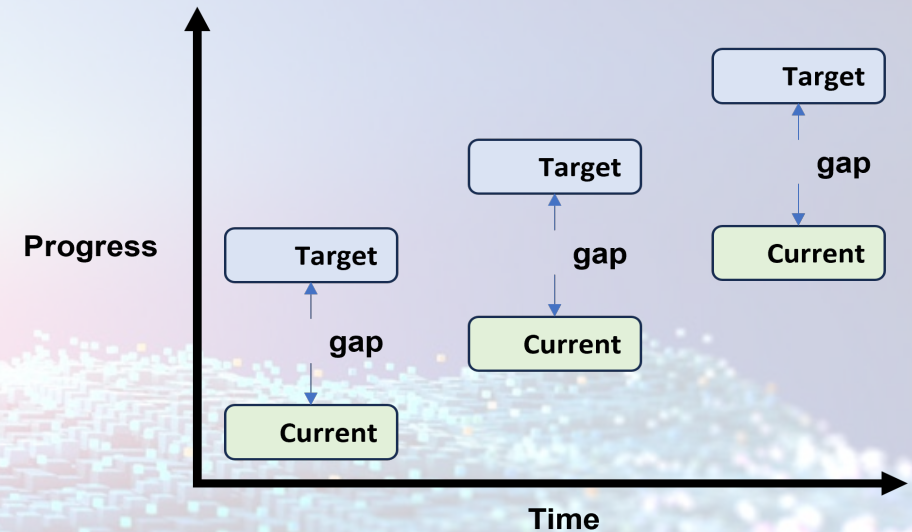 Target
gap
Target
Current
gap
Progress
Target
Current
gap
Current
Time